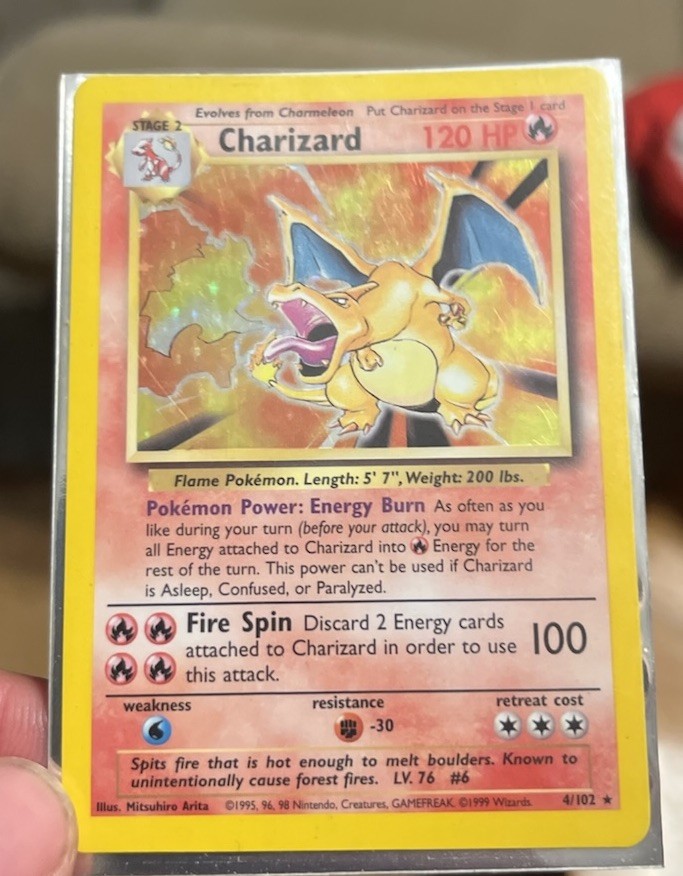 Evolves from Charmeleon Put Charizard on the Stage 1 card
STAGE 2
Charizard 120 HP
Flame Pokémon. Length: 5' 7", Weight: 200 lbs.
Pokémon Power: Energy Burn As often as you
like during your turn (before your attack), you may turn
all Energy attached to Charizard into Energy for the
rest of the turn. This power can't be used if Charizard
is Asleep, Confused, or Paralyzed.
Fire Spin Discard 2 Energy cards
attached to Charizard in order to use 100
this attack.
weakness resistance retreat cost
-30
Spits fire that is hot enough to melt boulders. Known to
unintentionally cause forest fires. LV. 76 #6
Illus. Mitsuhiro Arita ©1995, 96, 98 Nintendo, Creatures, GAMEFREAK. ©1999 Wizards. 4/102 ★